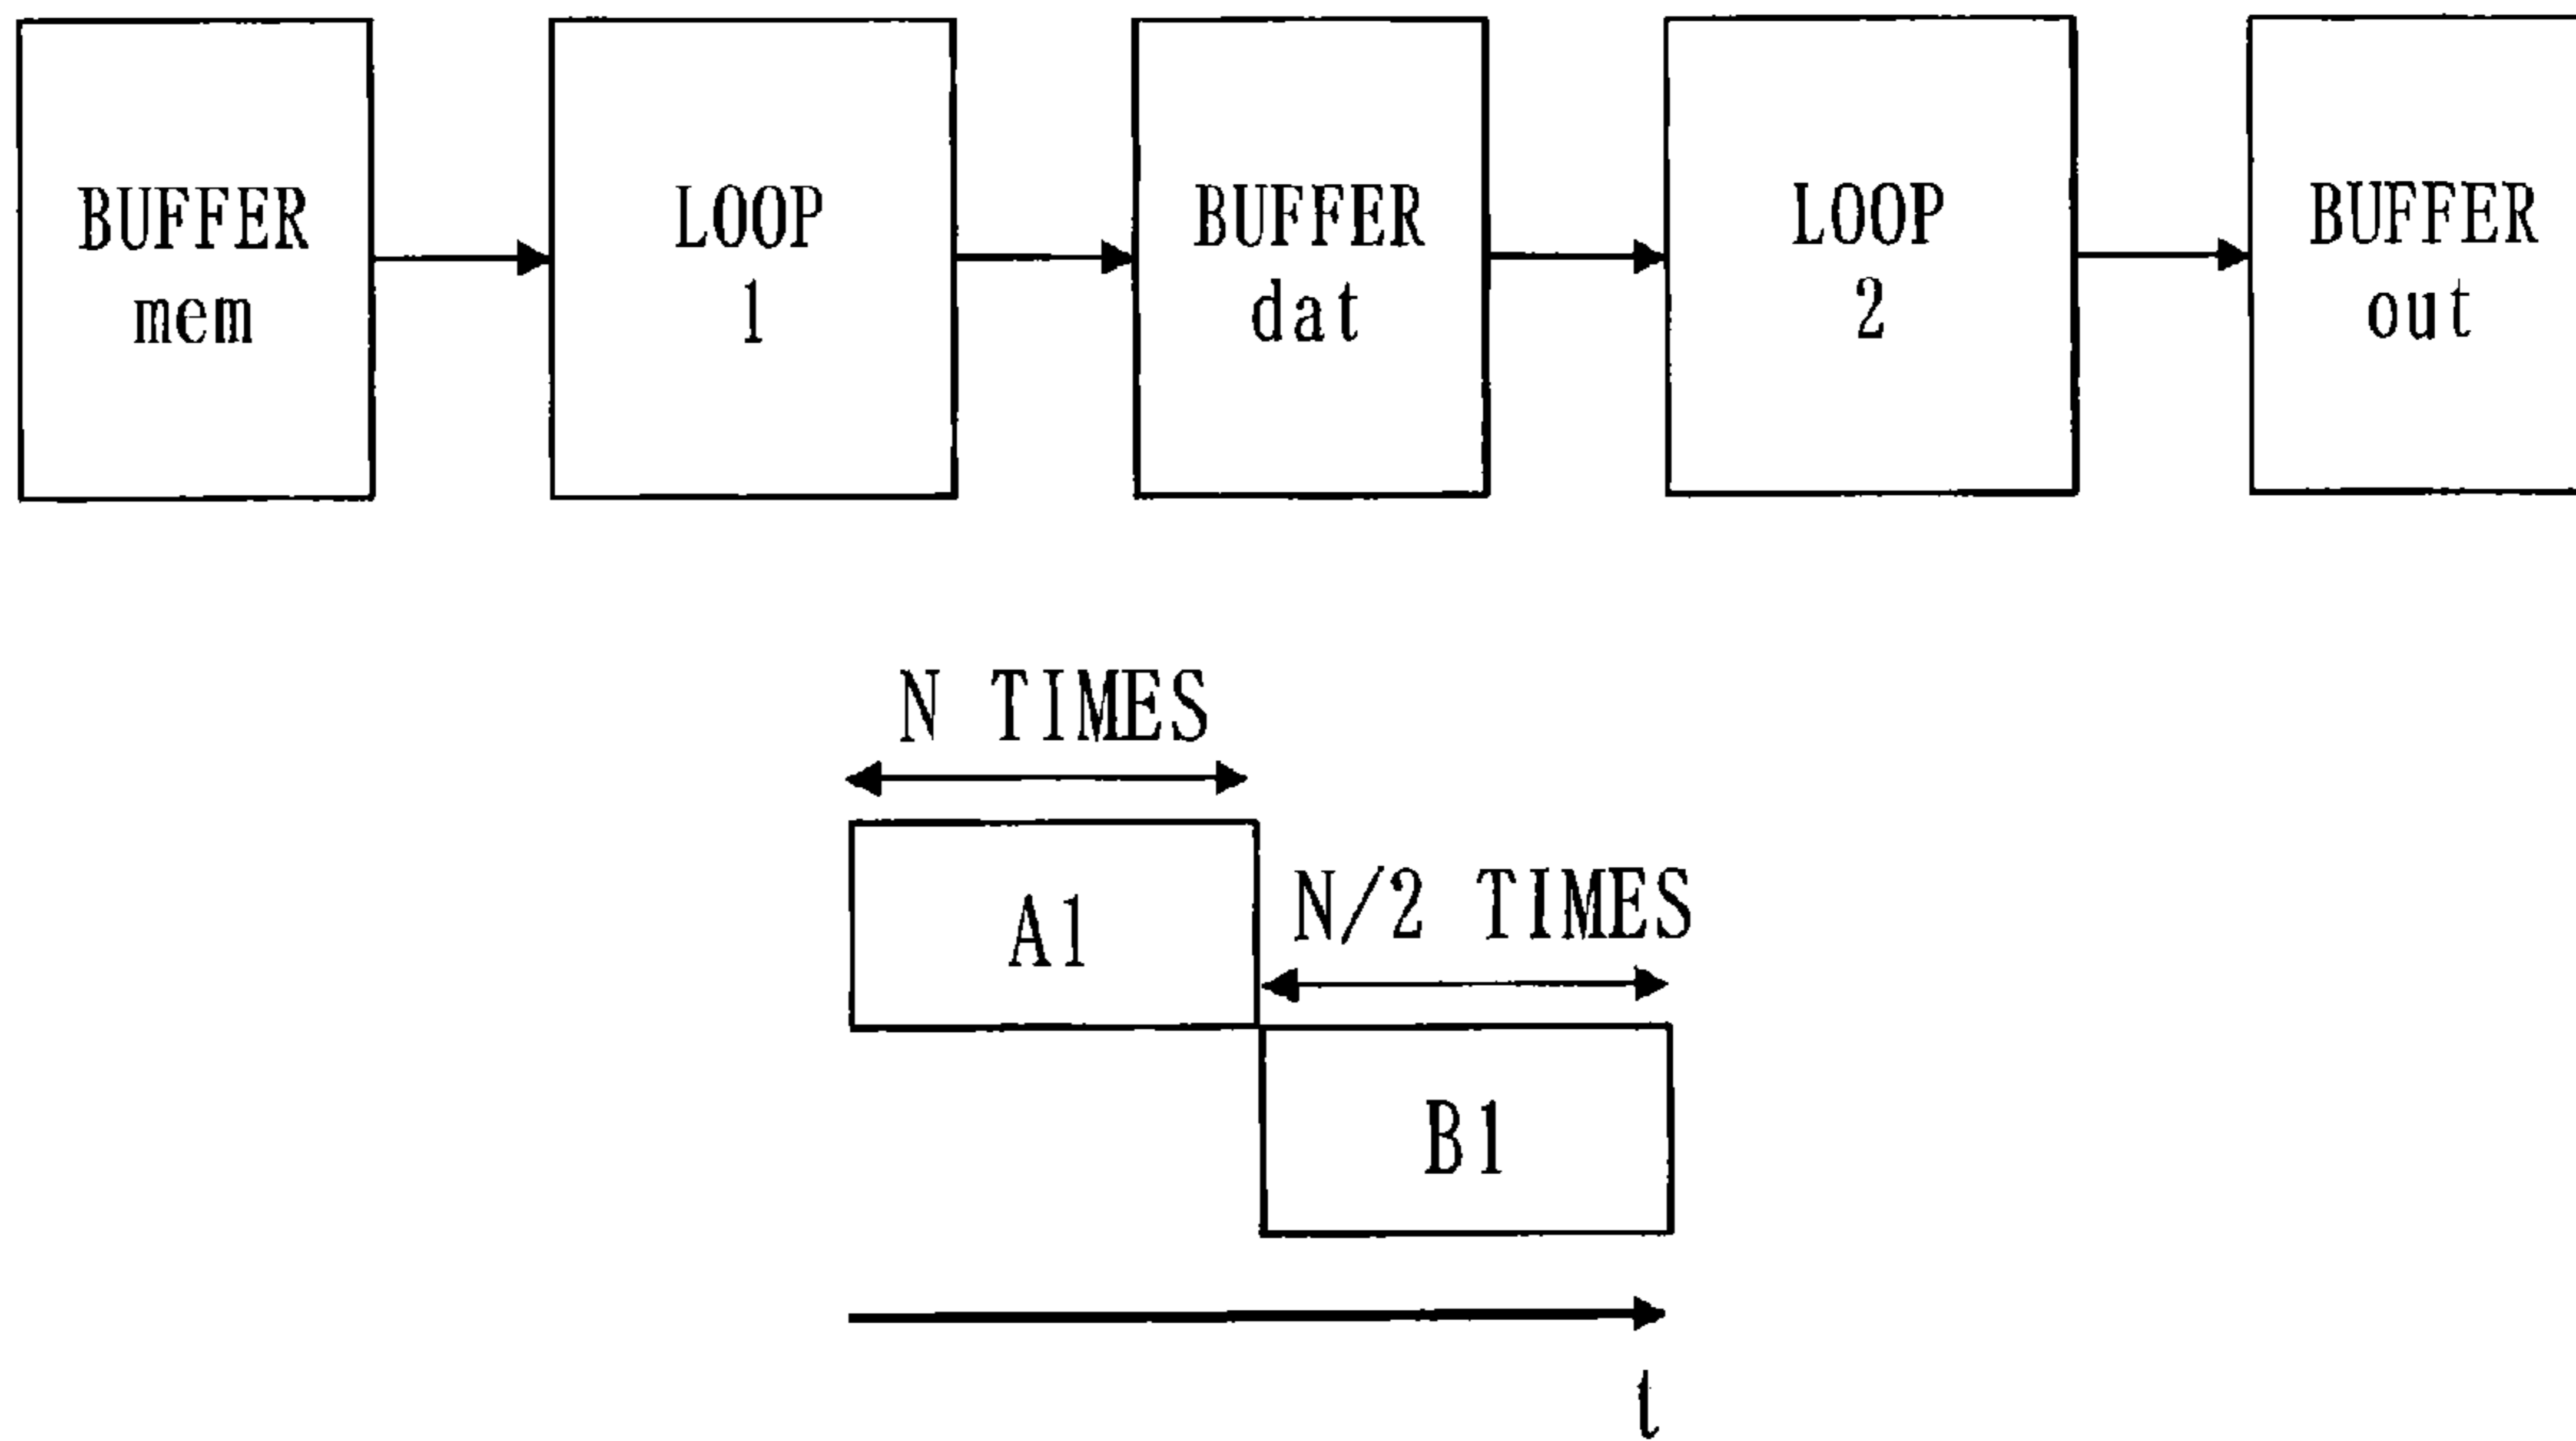 BUFFER
mem
LOOP
1
BUFFER
dat
LOOP
2
BUFFER
out
N TIMES
A1
N/2 TIMES
B1
t